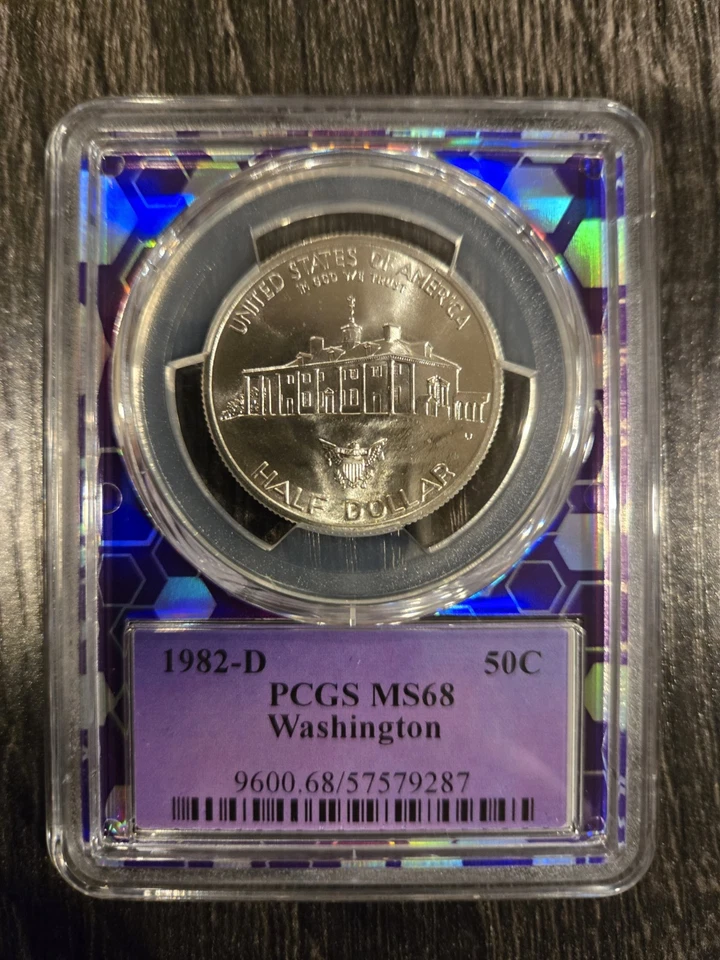 UNITED STATES OF AMERICA
IN GOD WE TRUST
HALF DOLLAR
1982-D 50C
PCGS MS68
Washington
9600.68/57579287